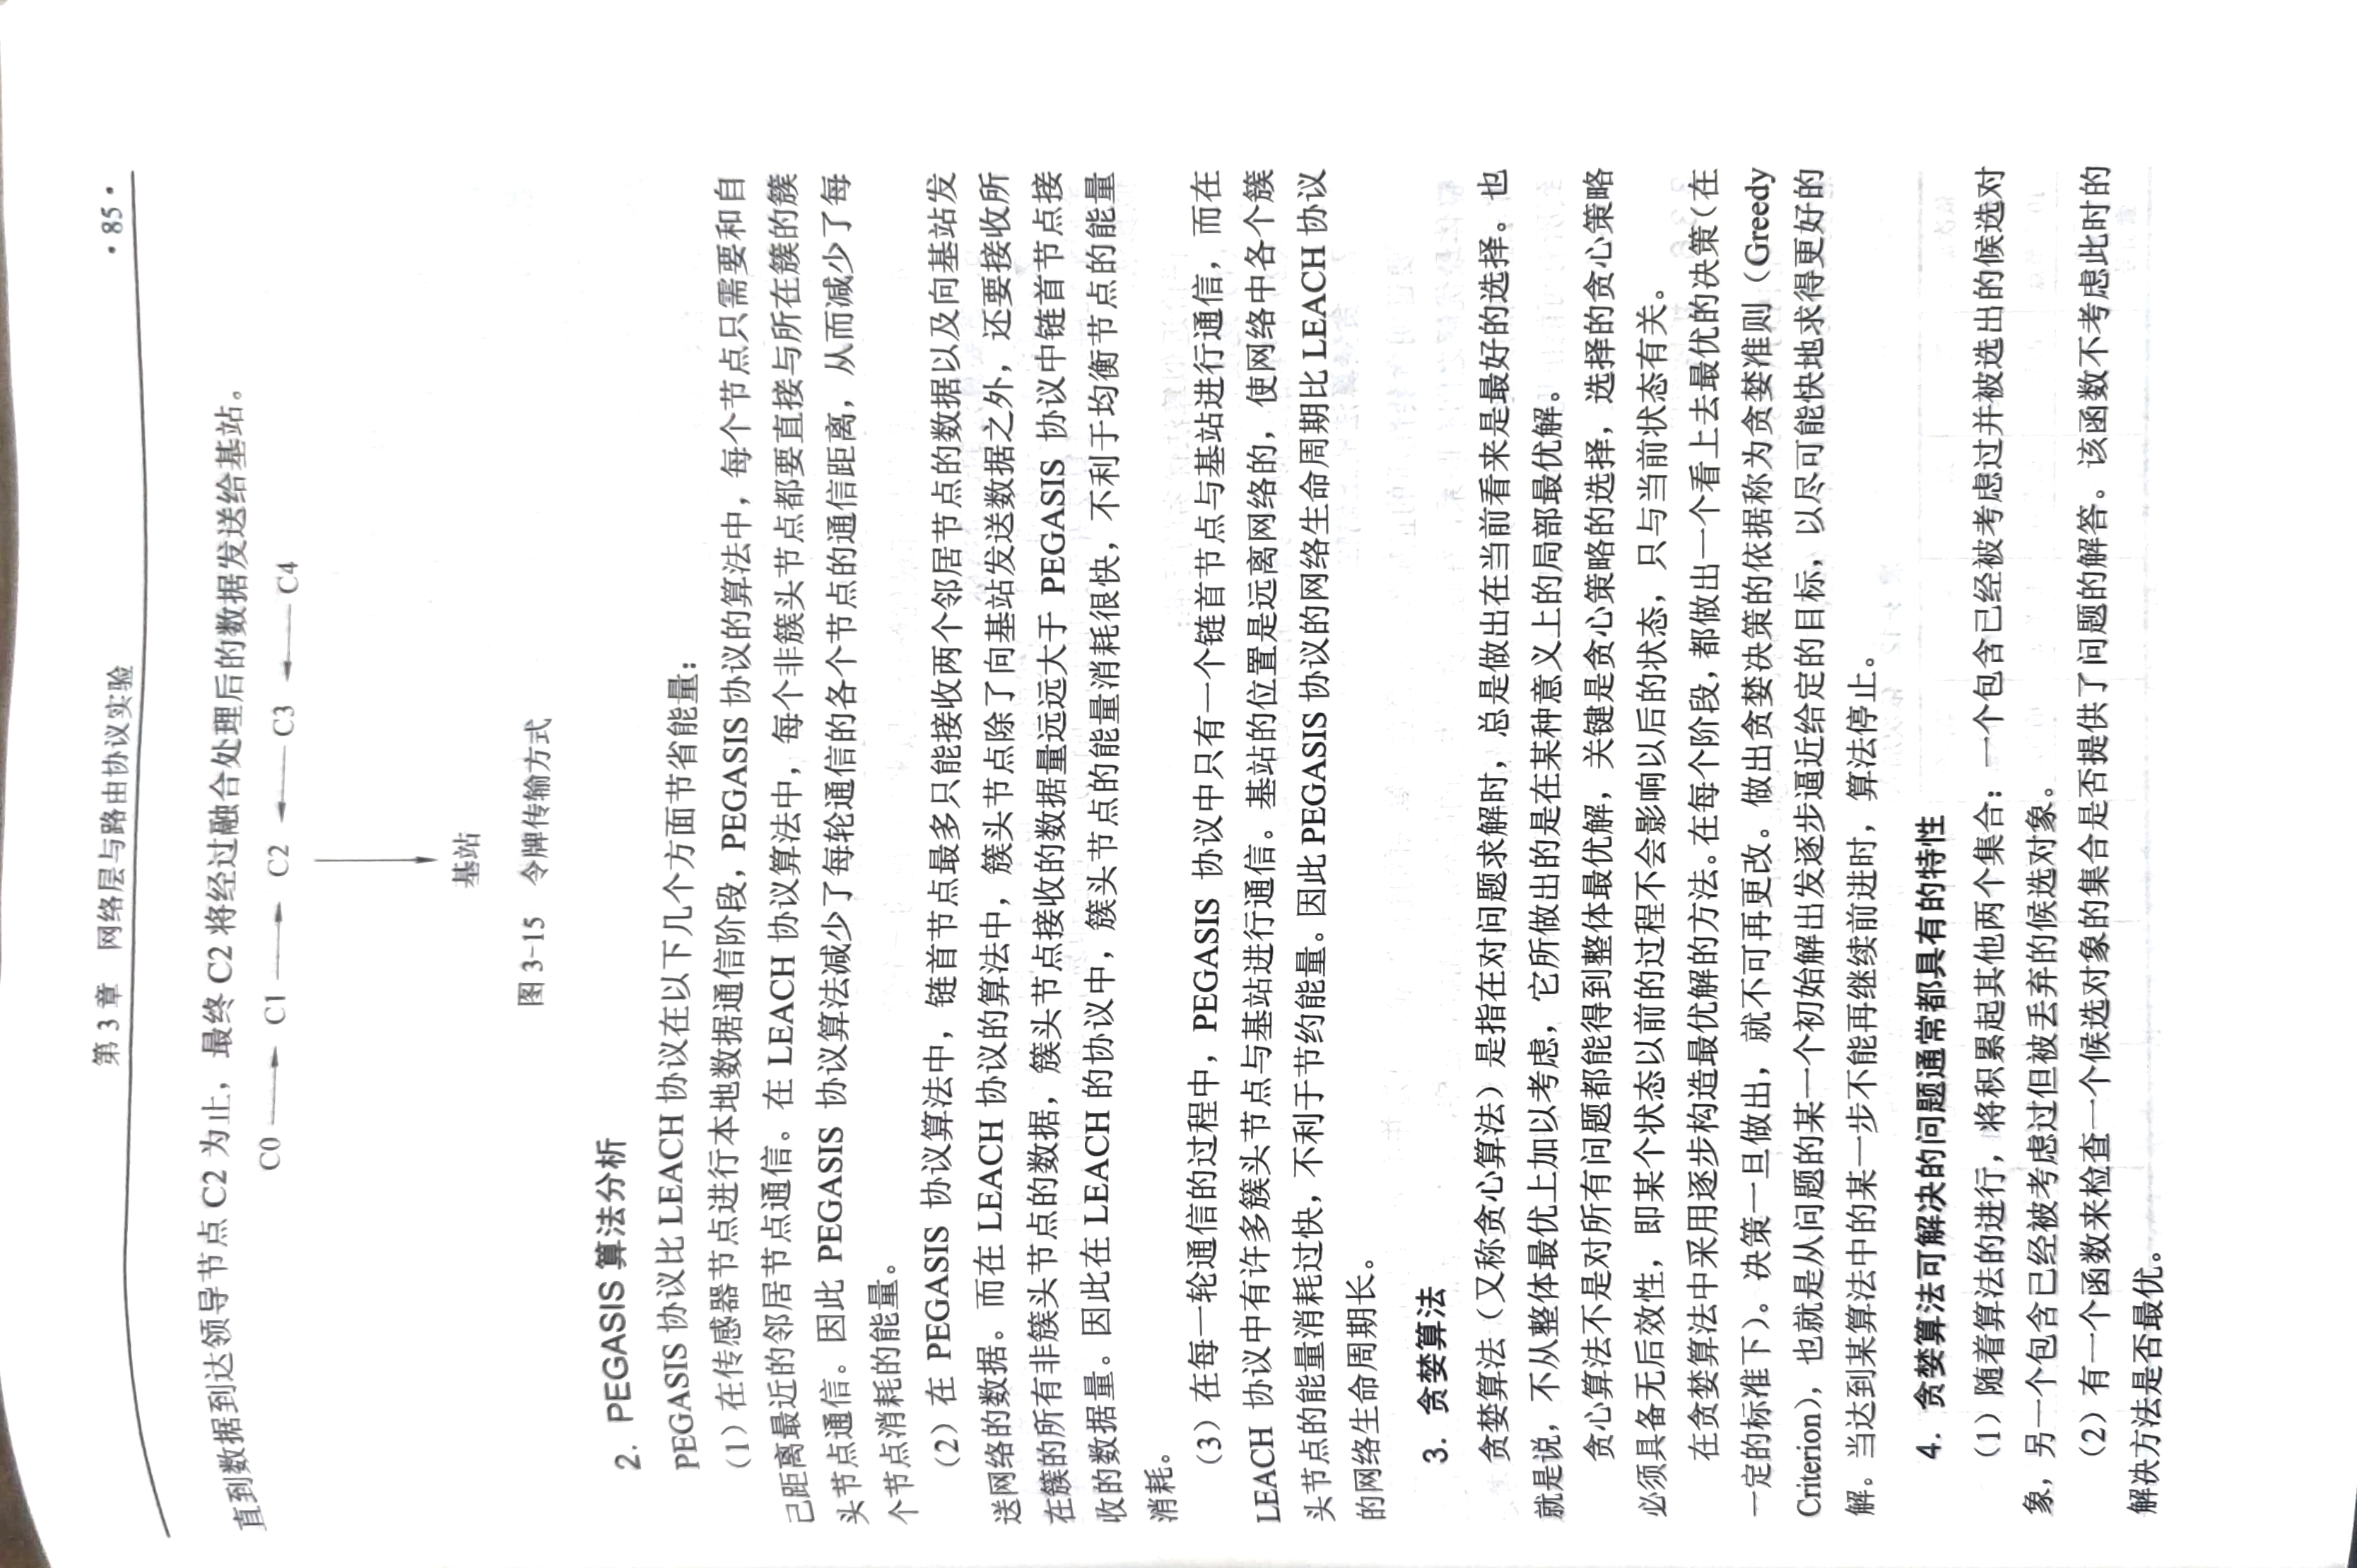 第 3 章　网络层与路由协议实验　· 85 ·
直到数据到达领导节点 C2 为止，最终 C2 将经过融合处理后的数据发送给基站。
C0 → C1 → C2 ← C3 ← C4
基站
图 3-15　令牌传输方式
2. PEGASIS 算法分析
PEGASIS 协议比 LEACH 协议在以下几个方面节省能量：
（1）在传感器节点进行本地数据通信阶段，PEGASIS 协议的算法中，每个节点只需要和自
己距离最近的邻居节点通信。在 LEACH 协议算法中，每个非簇头节点都要直接与所在簇的簇
头节点通信。因此 PEGASIS 协议算法减少了每轮通信的各个节点的通信距离，从而减少了每
个节点消耗的能量。
（2）在 PEGASIS 协议算法中，链首节点最多只能接收两个邻居节点的数据以及向基站发
送网络的数据。而在 LEACH 协议的算法中，簇头节点除了向基站发送数据之外，还要接收所
在簇的所有非簇头节点的数据，簇头节点接收的数据量远远大于 PEGASIS 协议中链首节点接
收的数据量。因此在 LEACH 的协议中，簇头节点的能量消耗很快，不利于均衡节点的能量
消耗。
（3）在每一轮通信的过程中，PEGASIS 协议中只有一个链首节点与基站进行通信，而在
LEACH 协议中有许多簇头节点与基站进行通信。基站的位置是远离网络的，使网络中各个簇
头节点的能量消耗过快，不利于节约能量。因此 PEGASIS 协议的网络生命周期比 LEACH 协议
的网络生命周期长。
3. 贪婪算法
贪婪算法（又称贪心算法）是指在对问题求解时，总是做出在当前看来是最好的选择。也
就是说，不从整体最优上加以考虑，它所做出的是在某种意义上的局部最优解。
贪心算法不是对所有问题都能得到整体最优解，关键是贪心策略的选择，选择的贪心策略
必须具备无后效性，即某个状态以前的过程不会影响以后的状态，只与当前状态有关。
在贪婪算法中采用逐步构造最优解的方法。在每个阶段，都做出一个看上去最优的决策（在
一定的标准下）。决策一旦做出，就不可再更改。做出贪婪决策的依据称为贪婪准则（Greedy
Criterion），也就是从问题的某一个初始解出发逐步逼近给定的目标，以尽可能快地求得更好的
解。当达到某算法中的某一步不能再继续前进时，算法停止。
4. 贪婪算法可解决的问题通常都具有的特性
（1）随着算法的进行，将积累起其他两个集合：一个包含已经被考虑过并被选出的候选对
象，另一个包含已经被考虑过但被丢弃的候选对象。
（2）有一个函数来检查一个候选对象的集合是否提供了问题的解答。该函数不考虑此时的
解决方法是否最优。